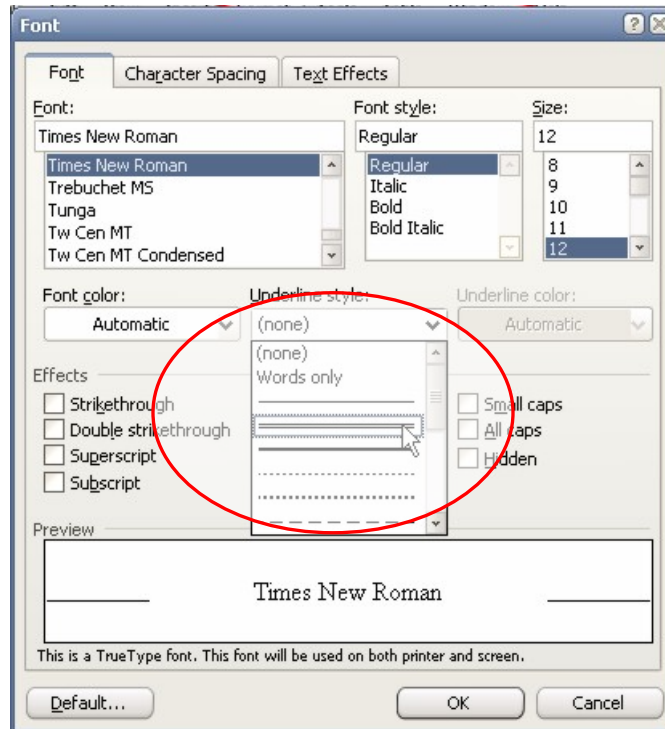 Font
Font Character Spacing Text Effects
Font: Font style: Size:
Times New Roman Regular 12
Times New Roman Regular 8
Trebuchet MS Italic 9
Tunga Bold 10
Tw Cen MT Bold Italic 11
Tw Cen MT Condensed 12
Font color: Underline style: Underline color:
Automatic (none) Automatic
(none)
Words only
Effects
Strikethrough Small caps
Double strikethrough All caps
Superscript Hidden
Subscript
Preview
Times New Roman
This is a TrueType font. This font will be used on both printer and screen.
Default... OK Cancel